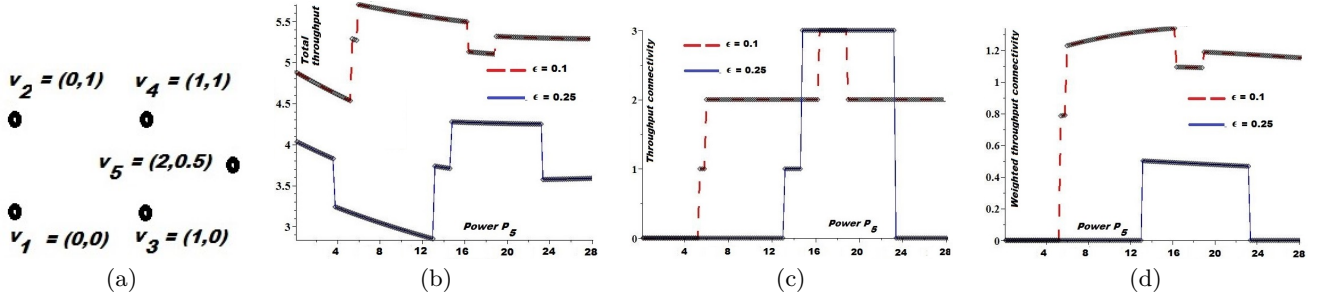 v2 = (0,1)
v4 = (1,1)
v5 = (2,0.5)
v1 = (0,0)
v3 = (1,0)
(a)
Total
throughput
5.5
5
4.5
4
3.5
3
ϵ = 0.1
ϵ = 0.25
Power P5
4 8 12 16 20 24 28
(b)
Throughput connectivity
3
2
1
0
ϵ = 0.1
ϵ = 0.25
Power P5
4 8 12 16 20 24 28
(c)
Weighted throughput connectivity
1.2
1
0.8
0.6
0.4
0.2
0
ϵ = 0.1
ϵ = 0.25
Power P5
4 8 12 16 20 24 28
(d)